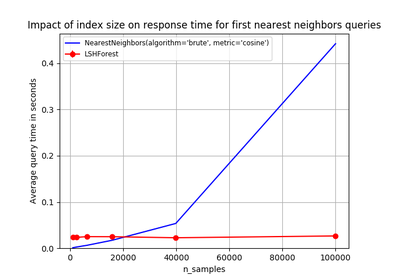 Impact of index size on response time for first nearest neighbors queries
NearestNeighbors(algorithm='brute', metric='cosine')
LSHForest
Average query time in seconds
0.4
0.3
0.2
0.1
0.0
0 20000 40000 60000 80000 100000
n_samples